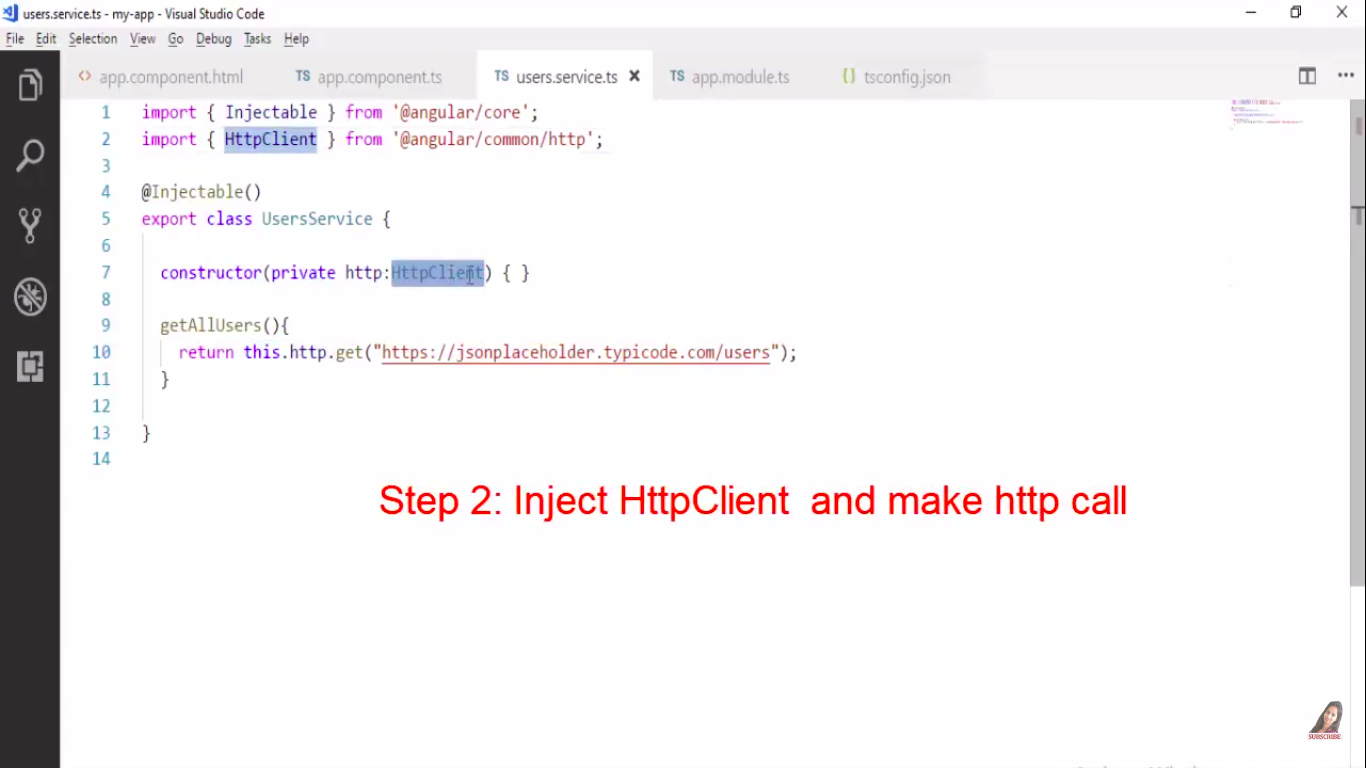 users.service.ts - my-app - Visual Studio Code
File Edit Selection View Go Debug Tasks Help
<> app.component.html TS app.component.ts TS users.service.ts × TS app.module.ts {} tsconfig.json
1 import { Injectable } from '@angular/core';
2 import { HttpClient } from '@angular/common/http';
3
4 @Injectable()
5 export class UsersService {
6
7 constructor(private http:HttpClient) { }
8
9 getAllUsers(){
10 return this.http.get("https://jsonplaceholder.typicode.com/users");
11 }
12
13 }
14
Step 2: Inject HttpClient and make http call
SUBSCRIBE